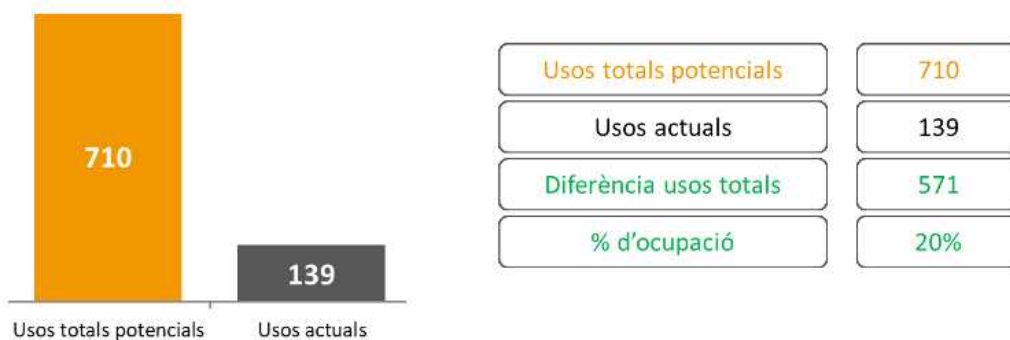 710
139
Usos totals potencials
Usos actuals
Usos totals potencials 710
Usos actuals 139
Diferència usos totals 571
% d'ocupació 20%